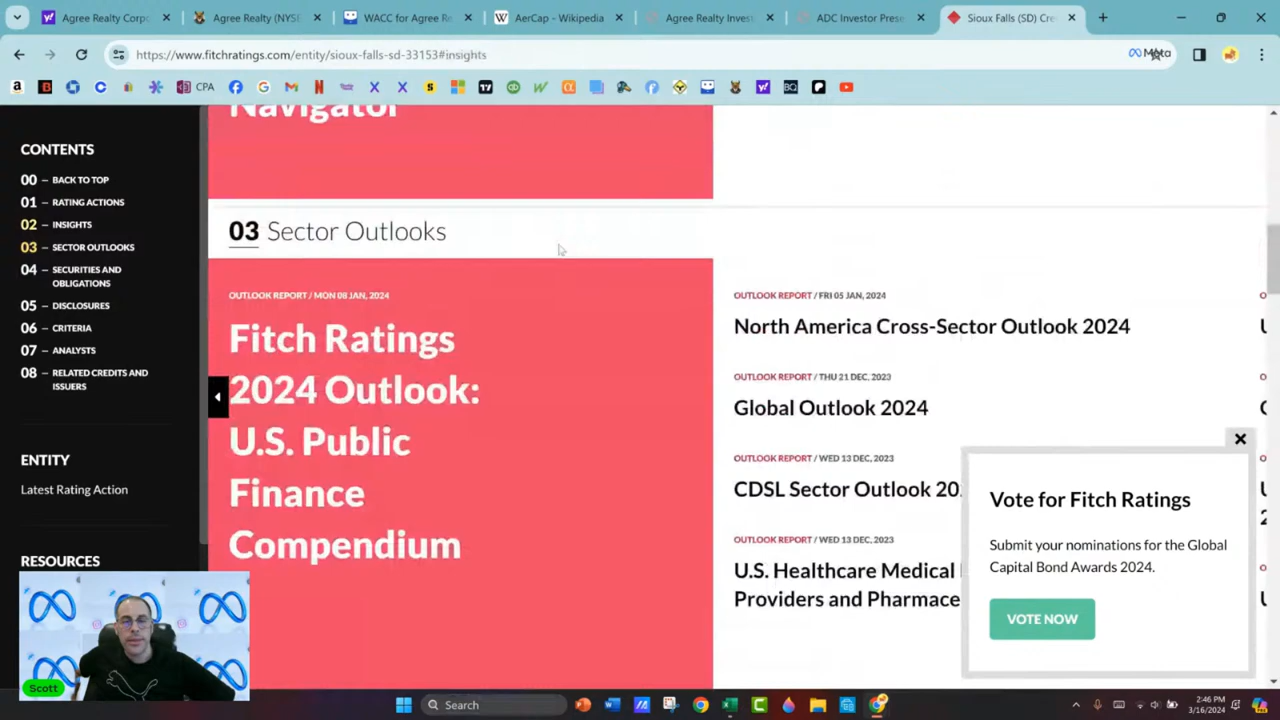 Agree Realty Corpo
Agree Realty (NYSE
WACC for Agree Re
AerCap - Wikipedia
Agree Realty Invest
ADC Investor Prese
Sioux Falls (SD) Cre
https://www.fitchratings.com/entity/sioux-falls-sd-33153#insights
Meta
CPA
CONTENTS
00 – BACK TO TOP
01 – RATING ACTIONS
02 – INSIGHTS
03 – SECTOR OUTLOOKS
04 – SECURITIES AND
OBLIGATIONS
05 – DISCLOSURES
06 – CRITERIA
07 – ANALYSTS
08 – RELATED CREDITS AND
ISSUERS
ENTITY
Latest Rating Action
RESOURCES
Navigator
03 Sector Outlooks
OUTLOOK REPORT / MON 08 JAN, 2024
Fitch Ratings
2024 Outlook:
U.S. Public
Finance
Compendium
OUTLOOK REPORT / FRI 05 JAN, 2024
North America Cross-Sector Outlook 2024
OUTLOOK REPORT / THU 21 DEC, 2023
Global Outlook 2024
OUTLOOK REPORT / WED 13 DEC, 2023
CDSL Sector Outlook 20
OUTLOOK REPORT / WED 13 DEC, 2023
U.S. Healthcare Medical
Providers and Pharmace
Vote for Fitch Ratings
Submit your nominations for the Global
Capital Bond Awards 2024.
VOTE NOW
Scott
Search
2:46 PM
3/16/2024